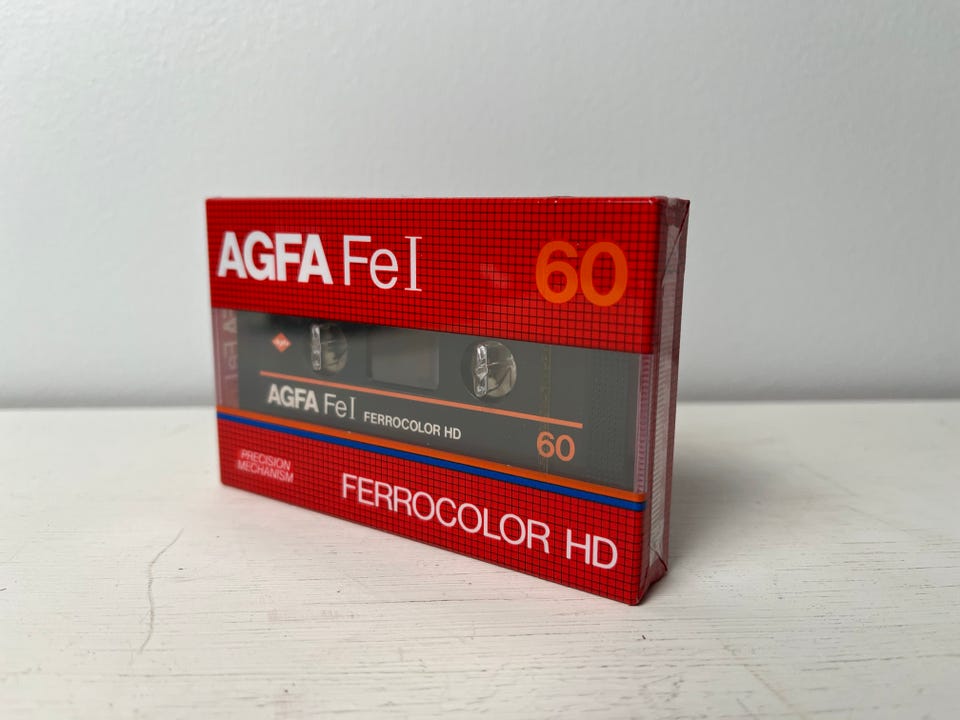 AGFA FeI 60
AGFA FeI FERROCOLOR HD
60
PRECISION
MECHANISM
FERROCOLOR HD